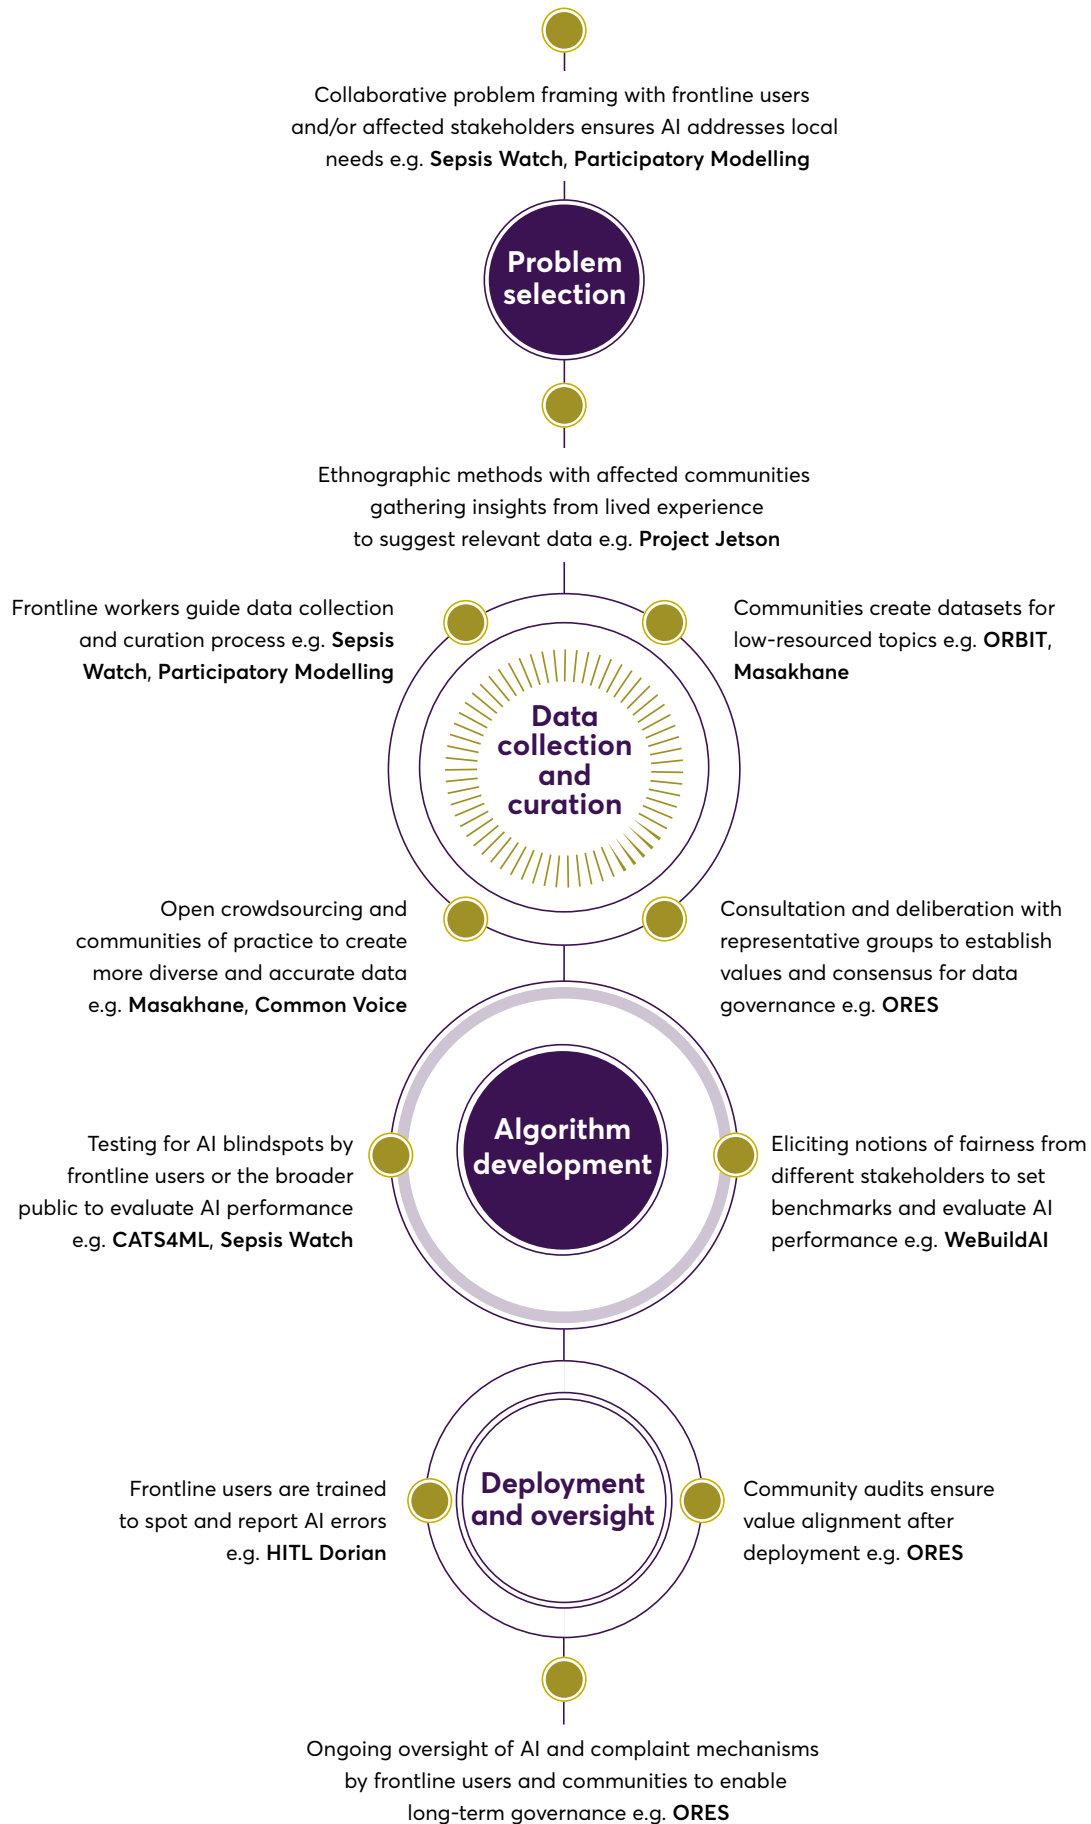 Collaborative problem framing with frontline users
and/or affected stakeholders ensures AI addresses local
needs e.g. Sepsis Watch, Participatory Modelling
Problem
selection
Ethnographic methods with affected communities
gathering insights from lived experience
to suggest relevant data e.g. Project Jetson
Frontline workers guide data collection
and curation process e.g. Sepsis
Watch, Participatory Modelling
Communities create datasets for
low-resourced topics e.g. ORBIT,
Masakhane
Data
collection
and
curation
Open crowdsourcing and
communities of practice to create
more diverse and accurate data
e.g. Masakhane, Common Voice
Consultation and deliberation with
representative groups to establish
values and consensus for data
governance e.g. ORES
Algorithm
development
Testing for AI blindspots by
frontline users or the broader
public to evaluate AI performance
e.g. CATS4ML, Sepsis Watch
Eliciting notions of fairness from
different stakeholders to set
benchmarks and evaluate AI
performance e.g. WeBuildAI
Deployment
and oversight
Frontline users are trained
to spot and report AI errors
e.g. HITL Dorian
Community audits ensure
value alignment after
deployment e.g. ORES
Ongoing oversight of AI and complaint mechanisms
by frontline users and communities to enable
long-term governance e.g. ORES